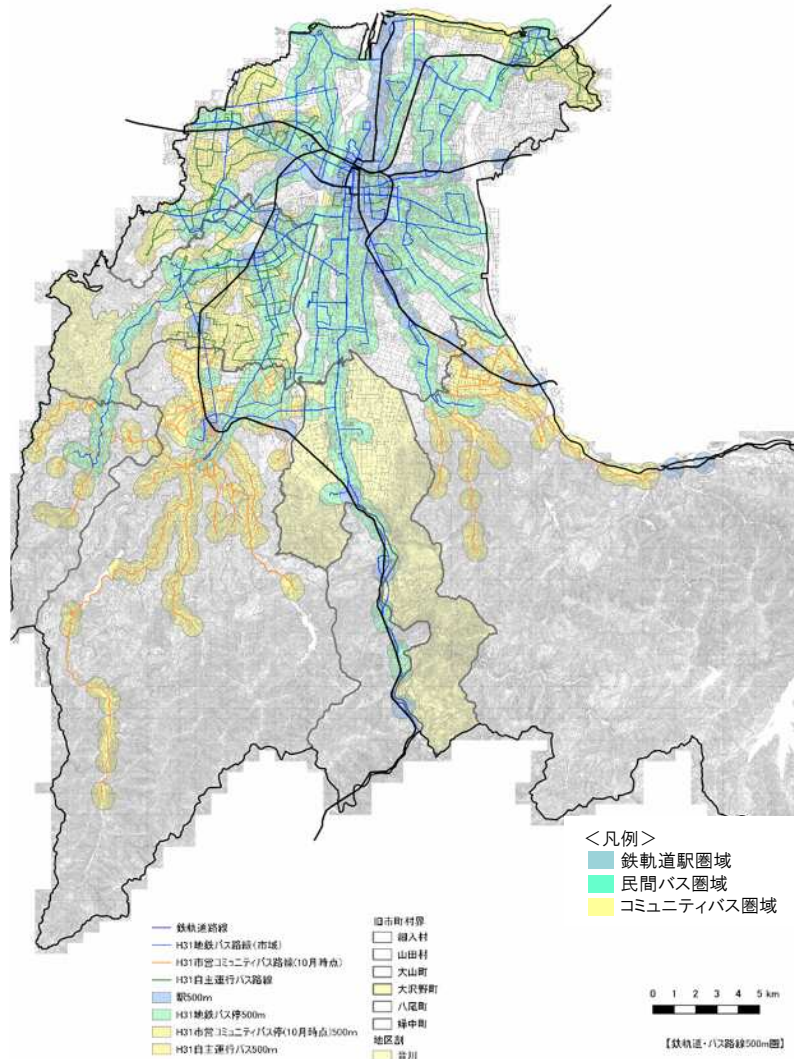 ＜凡例＞
鉄軌道駅圏域
民間バス圏域
コミュニティバス圏域
鉄軌道路線
H31地鉄バス路線(市域)
H31市営コミュニティバス路線(10月時点)
H31自主運行バス路線
駅500m
H31地鉄バス停500m
H31市営コミュニティバス停(10月時点)500m
H31自主運行バス500m
旧市町村界
細入村
山田村
大山町
大沢野町
八尾町
婦中町
地区割
音川
0 1 2 3 4 5 km
【鉄軌道・バス路線500m圏】